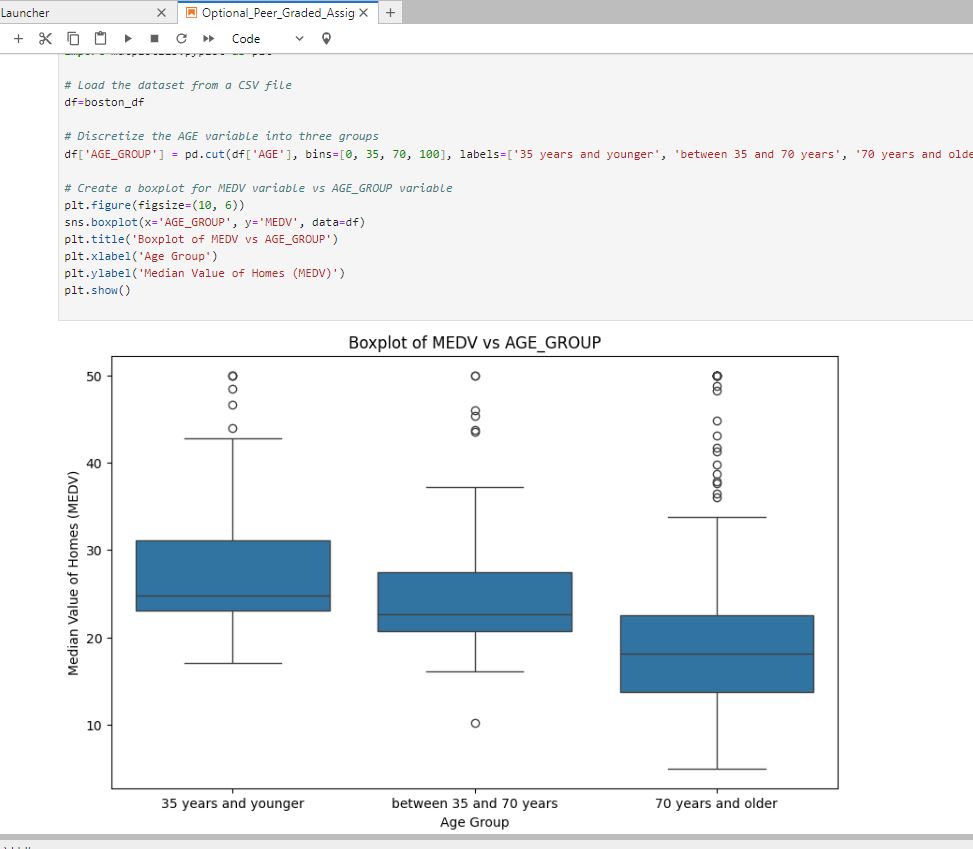 Launcher
Optional_Peer_Graded_Assig
Code
# Load the dataset from a CSV file
df=boston_df
# Discretize the AGE variable into three groups
df['AGE_GROUP'] = pd.cut(df['AGE'], bins=[0, 35, 70, 100], labels=['35 years and younger', 'between 35 and 70 years', '70 years and olde
# Create a boxplot for MEDV variable vs AGE_GROUP variable
plt.figure(figsize=(10, 6))
sns.boxplot(x='AGE_GROUP', y='MEDV', data=df)
plt.title('Boxplot of MEDV vs AGE_GROUP')
plt.xlabel('Age Group')
plt.ylabel('Median Value of Homes (MEDV)')
plt.show()
Boxplot of MEDV vs AGE_GROUP
50
40
30
20
10
Median Value of Homes (MEDV)
35 years and younger
between 35 and 70 years
70 years and older
Age Group